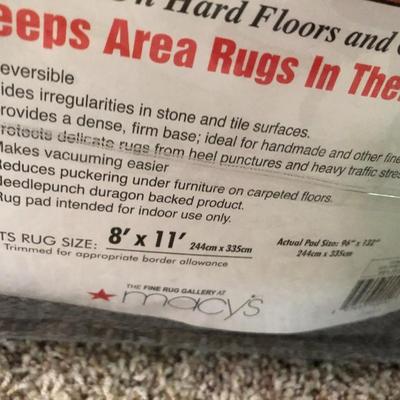 Hard Floors and
eeps Area Rugs In The
eversible
ides irregularities in stone and tile surfaces.
rovides a dense, firm base; ideal for handmade and other fine
rotects delicate rugs from heel punctures and heavy traffic stres
Makes vacuuming easier
Reduces puckering under furniture on carpeted floors.
Needlepunch duragon backed product.
Rug pad intended for indoor use only.
TS RUG SIZE: 8' x 11' 244cm x 335cm
Trimmed for appropriate border allowance
Actual Pad Size: 96" x 132"
244cm x 335cm
THE FINE RUG GALLERY AT
macy's